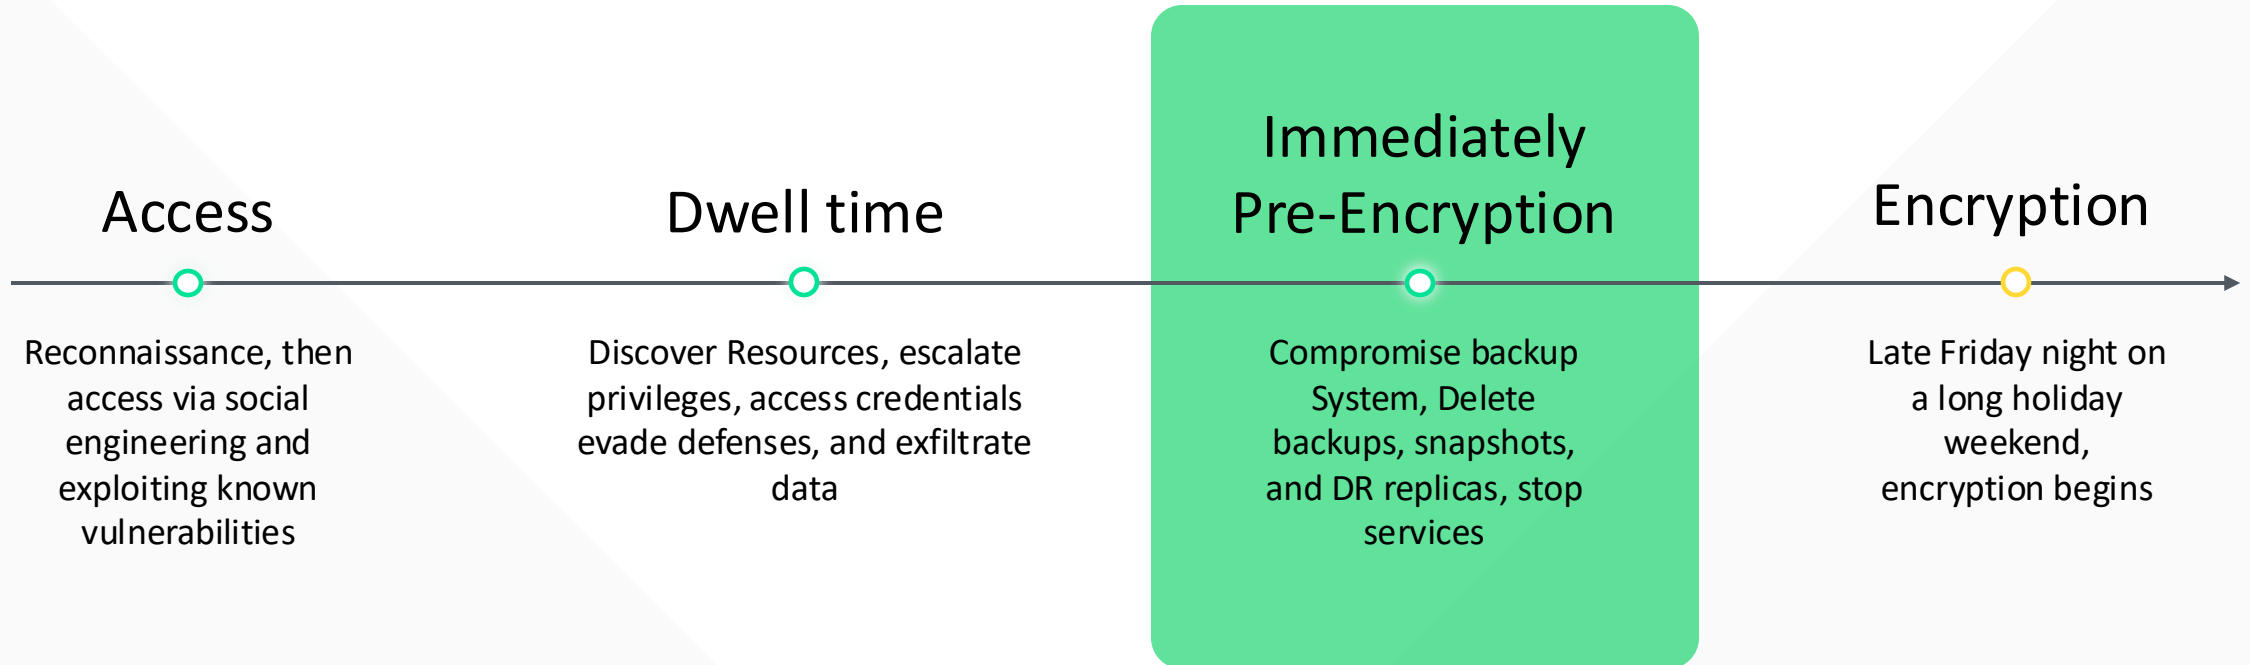 Access
Reconnaissance, then
access via social
engineering and
exploiting known
vulnerabilities
Dwell time
Discover Resources, escalate
privileges, access credentials
evade defenses, and exfiltrate
data
Immediately
Pre-Encryption
Compromise backup
System, Delete
backups, snapshots,
and DR replicas, stop
services
Encryption
Late Friday night on
a long holiday
weekend,
encryption begins